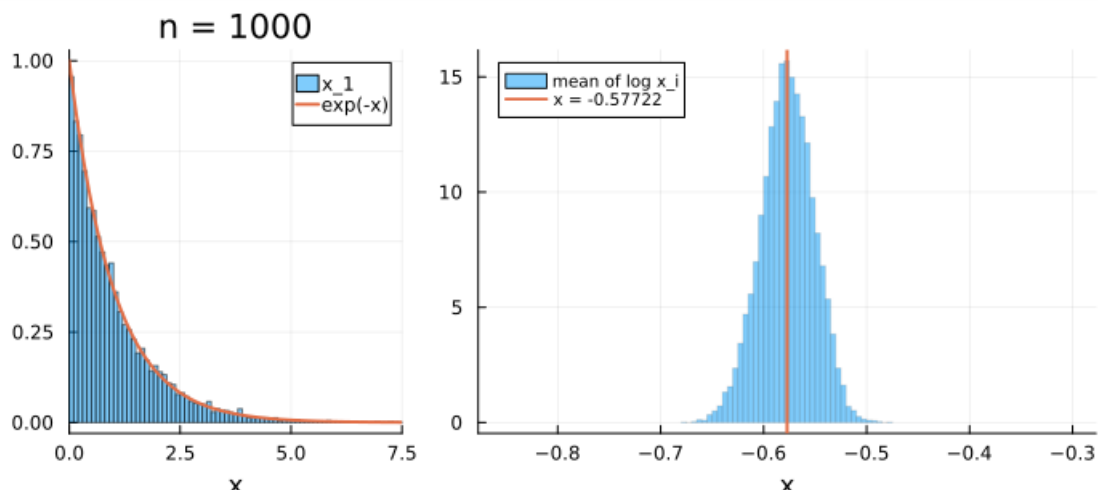 n = 1000
x_1
exp(-x)
1.00
0.75
0.50
0.25
0.00
0.0 2.5 5.0 7.5
x
mean of log x_i
x = -0.57722
15
10
5
0
−0.8 −0.7 −0.6 −0.5 −0.4 −0.3
x